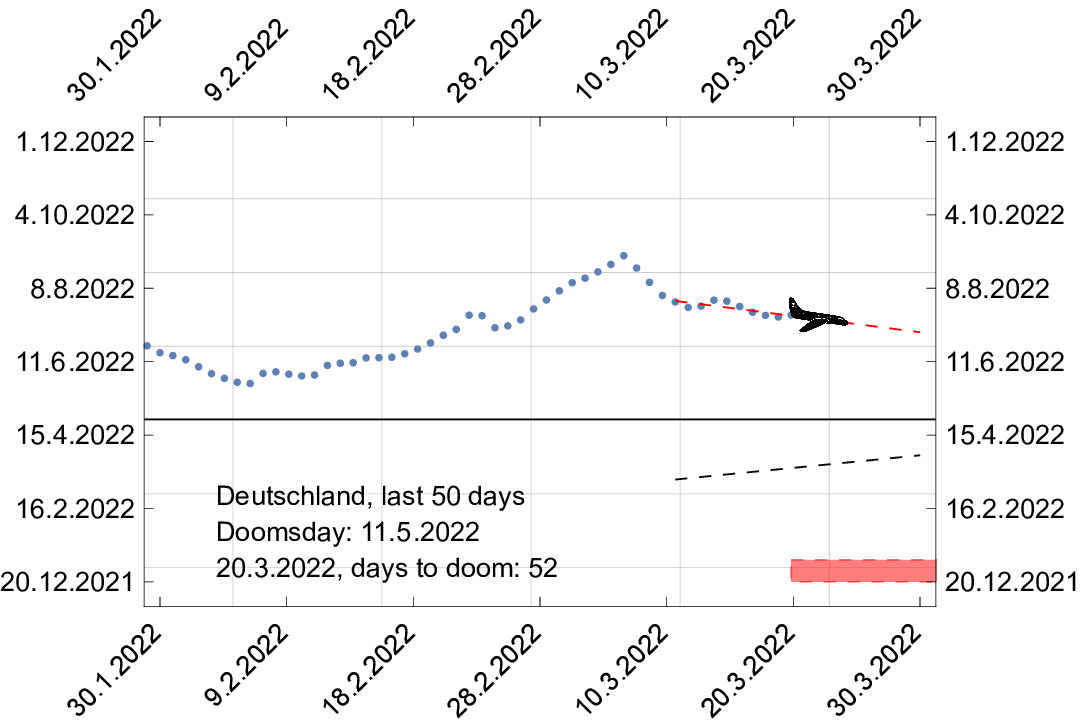 30.1.2022 9.2.2022 18.2.2022 28.2.2022 10.3.2022 20.3.2022 30.3.2022
1.12.2022 1.12.2022
4.10.2022 4.10.2022
8.8.2022 8.8.2022
11.6.2022 11.6.2022
15.4.2022 15.4.2022
16.2.2022 16.2.2022
20.12.2021 20.12.2021
Deutschland, last 50 days
Doomsday: 11.5.2022
20.3.2022, days to doom: 52
30.1.2022 9.2.2022 18.2.2022 28.2.2022 10.3.2022 20.3.2022 30.3.2022